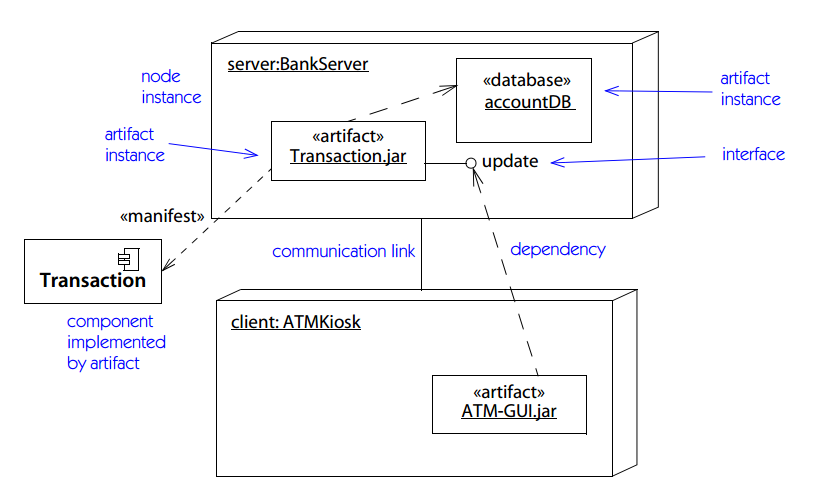 server:BankServer
«database»
accountDB
node
instance
artifact
instance
artifact
instance
«artifact»
Transaction.jar
update
interface
«manifest»
communication link
dependency
Transaction
component
implemented
by artifact
client: ATMKiosk
«artifact»
ATM-GUI.jar